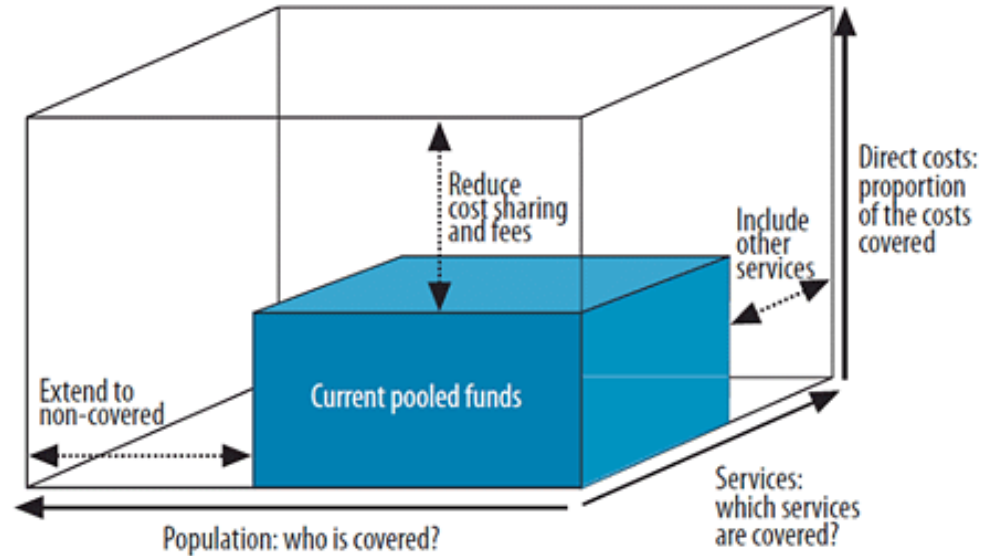 Reduce
cost sharing
and fees
Include
other
services
Direct costs:
proportion
of the costs
covered
Extend to
non-covered
Current pooled funds
Services:
which services
are covered?
Population: who is covered?